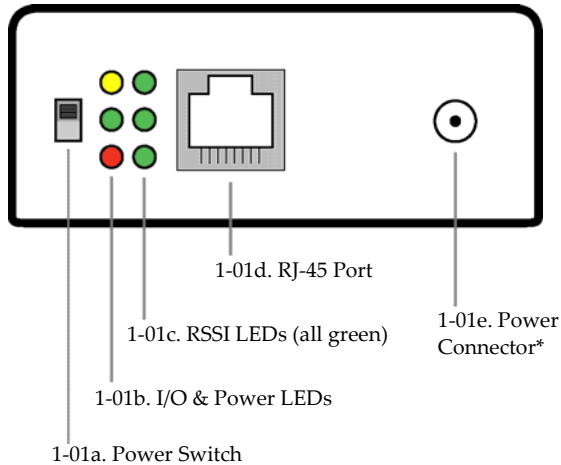 1-01d. RJ-45 Port
1-01c. RSSI LEDs (all green)
1-01e. Power
Connector*
1-01b. I/O & Power LEDs
1-01a. Power Switch